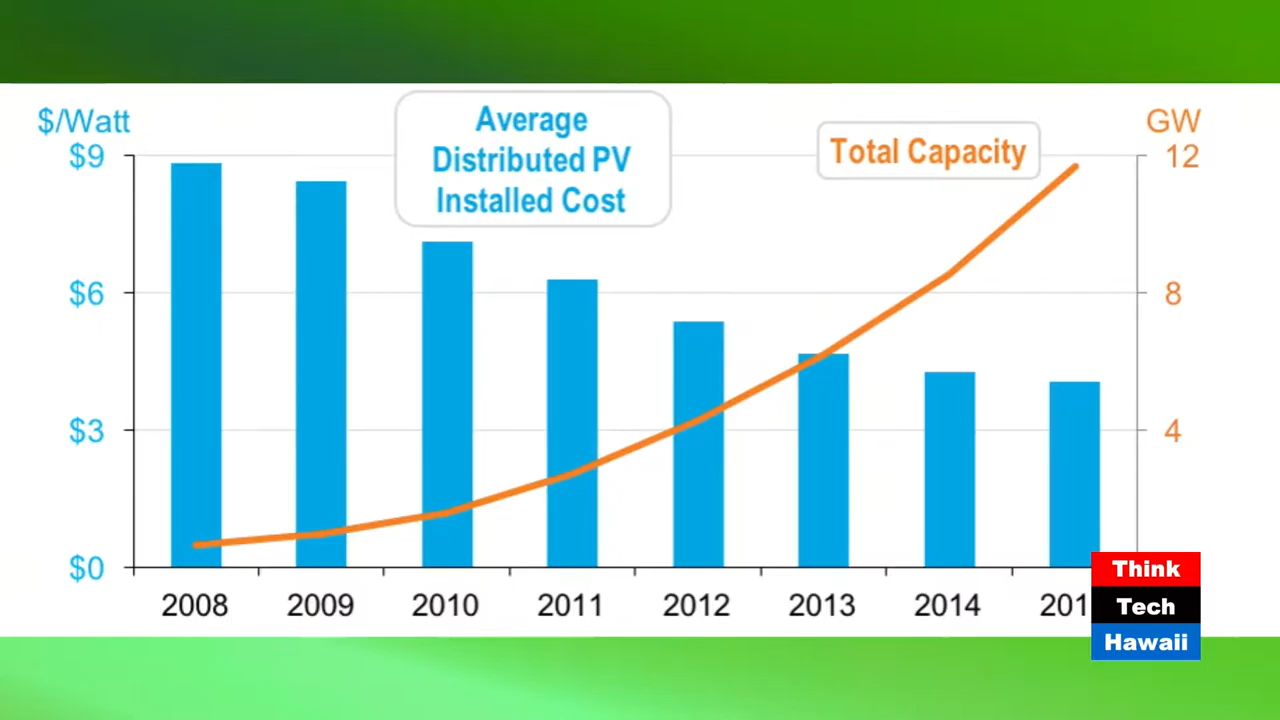 $/Watt
Average
Distributed PV
Installed Cost
Total Capacity
GW
$9
12
$6
8
$3
4
$0
2008 2009 2010 2011 2012 2013 2014 201
Think
Tech
Hawaii